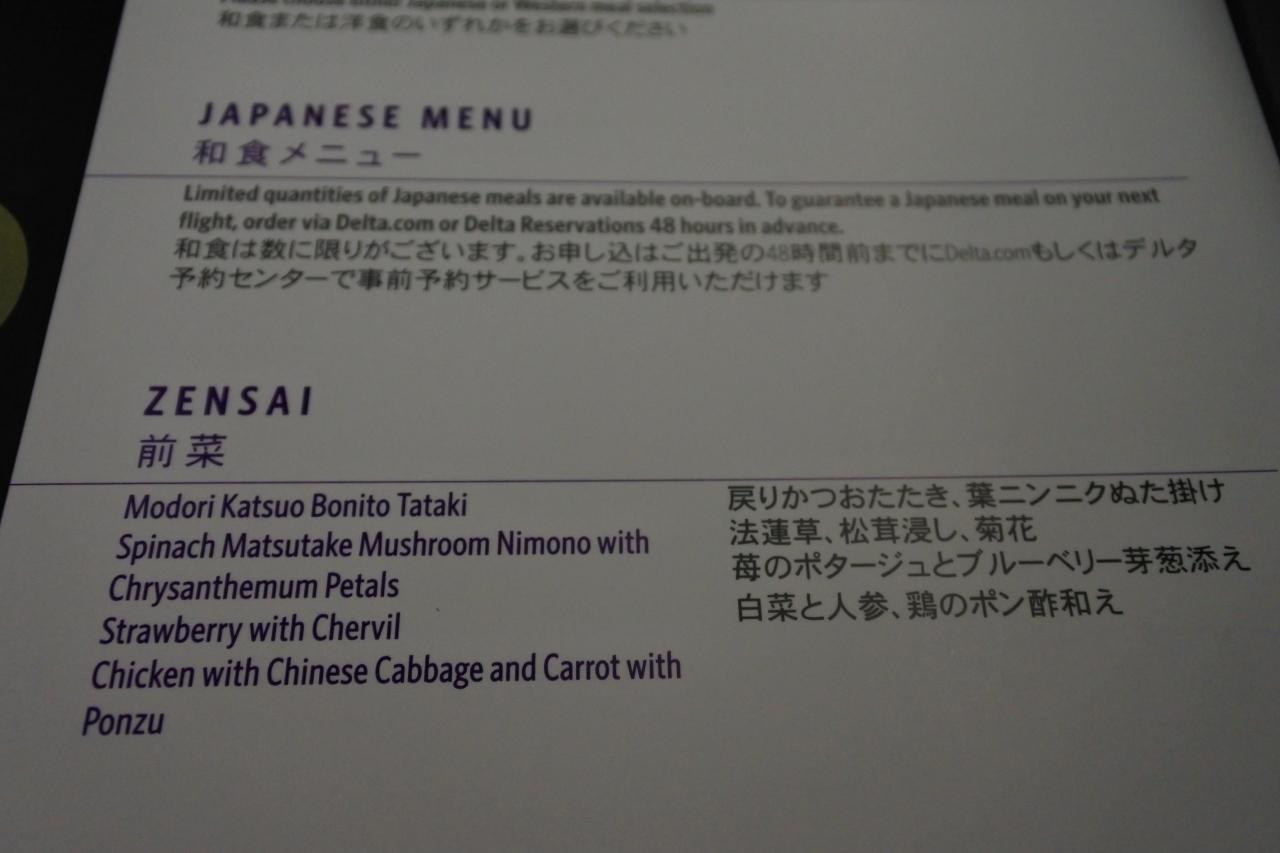 Please choose either Japanese or Western meal selection
和食または洋食のいずれかをお選びください
JAPANESE MENU
和食メニュー
Limited quantities of Japanese meals are available on-board. To guarantee a Japanese meal on your next
flight, order via Delta.com or Delta Reservations 48 hours in advance.
和食は数に限りがございます。お申し込はご出発の48時間前までにDelta.comもしくはデルタ
予約センターで事前予約サービスをご利用いただけます
ZENSAI
前菜
Modori Katsuo Bonito Tataki
Spinach Matsutake Mushroom Nimono with
Chrysanthemum Petals
Strawberry with Chervil
Chicken with Chinese Cabbage and Carrot with
Ponzu
戻りかつおたたき、葉ニンニクぬた掛け
法蓮草、松茸浸し、菊花
苺のポタージュとブルーベリー芽葱添え
白菜と人参、鶏のポン酢和え